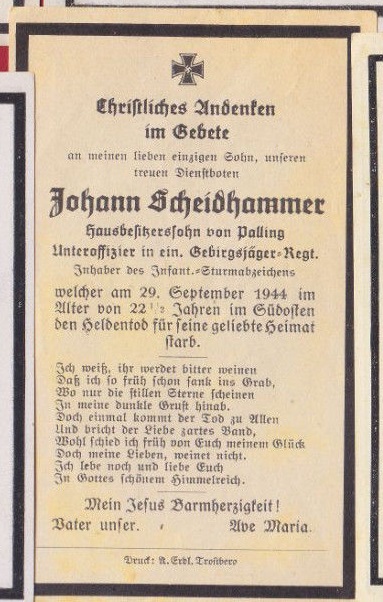 Christliches Andenken
im Gebete
an meinen lieben einzigen Sohn, unseren
treuen Dienstboten
Johann Scheidhammer
Hausbesitzerssohn von Palling
Unteroffizier in ein. Gebirgsjäger-Regt.
Inhaber des Infant.-Sturmabzeichens
welcher am 29. September 1944 im
Alter von 22 1/2 Jahren im Südosten
den Heldentod für seine geliebte Heimat
starb.
Ich weiß, ihr werdet bitter weinen
Daß ich so früh schon sank ins Grab,
Wo nur die stillen Sterne scheinen
In meine dunkle Gruft hinab.
Doch einmal kommt der Tod zu Allen
Und bricht der Liebe zartes Band,
Wohl schied ich früh von Euch meinem Glück
Doch meine Lieben, weinet nicht.
Ich lebe noch und liebe Euch
In Gottes schönem Himmelreich.
Mein Jesus Barmherzigkeit!
Vater unser. Ave Maria.
Druck: A. Erdl, Trostberg